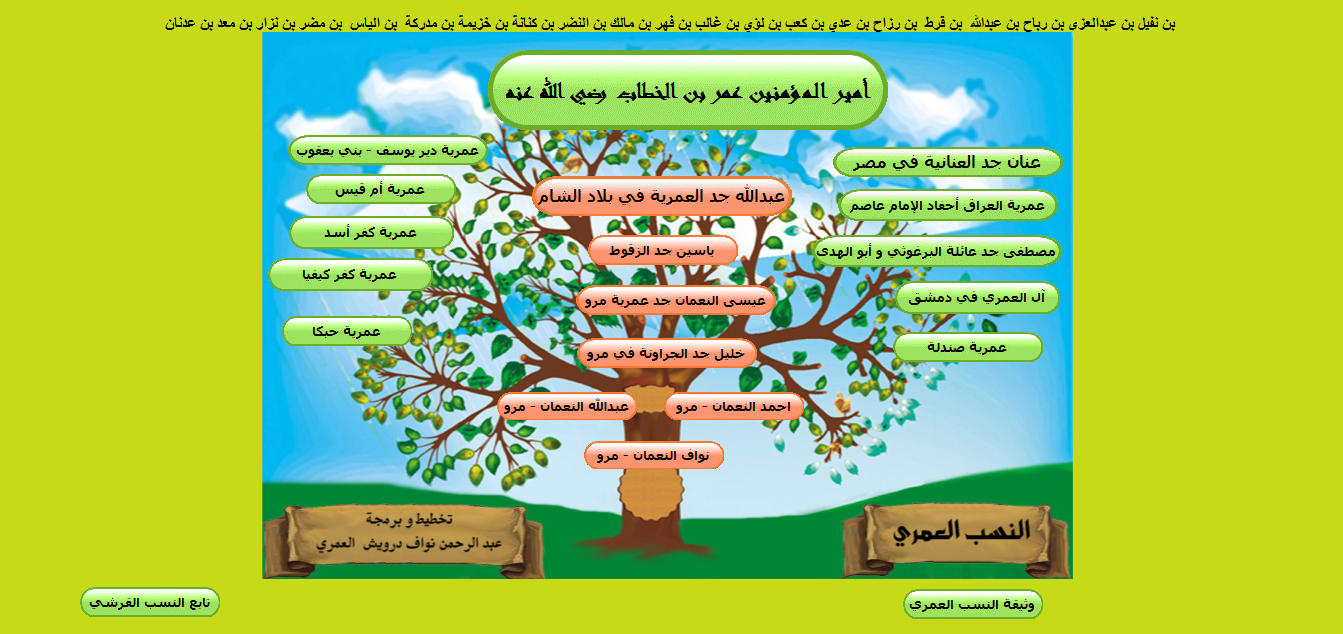 بن نفيل بن عبدالعزى بن رباح بن عبدالله بن قرط بن رزاح بن عدي بن كعب بن لؤي بن غالب بن فهر بن مالك بن النضر بن كنانة بن خزيمة بن مدركة بن الياس بن مضر بن نزار بن معد بن عدنان
أمير المؤمنين عمر بن الخطاب رضي الله عنه
عنان جد العنانية في مصر
عمرية العراق أحفاد الإمام عاصم
مصطفى جد عائلة البرغوثي و أبو الهدى
آل العمري في دمشق
عمرية صندلة
عبدالله جد العمرية في بلاد الشام
ياسين جد الزقوط
عيسى النعمان جد عمرية مرو
خليل جد الجراونة في مرو
احمد النعمان - مرو
عبدالله النعمان - مرو
نواف النعمان - مرو
عمرية دير يوسف - بني يعقوب
عمرية أم قيس
عمرية كفر أسد
عمرية كفر كيفيا
عمرية حبكا
النسب العمري
تخطيط و برمجة
عبد الرحمن نواف درويش العمري
وثيقة النسب العمري
تابع النسب القرشي